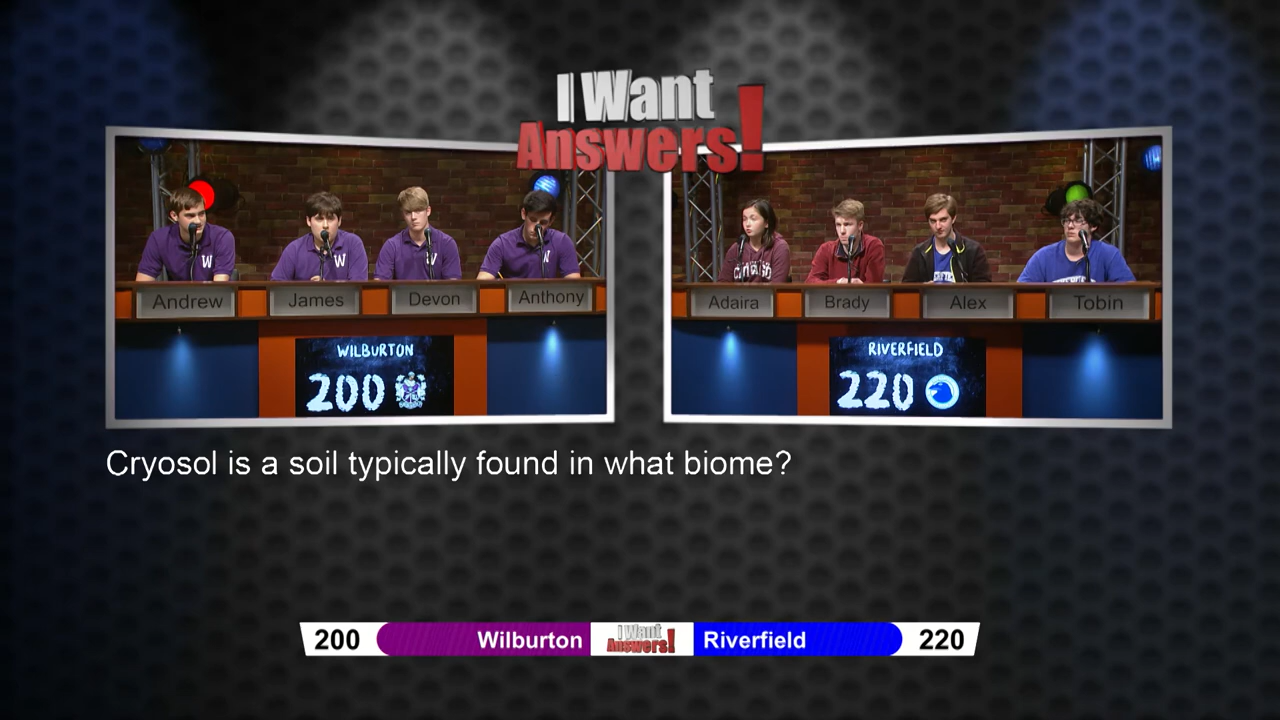 I Want
Answers!
W
W
W
W
Andrew
James
Devon
Anthony
Adaira
Brady
Alex
Tobin
WILBURTON
200
RIVERFIELD
220
Cryosol is a soil typically found in what biome?
200
Wilburton
I Want
Answers!
Riverfield
220